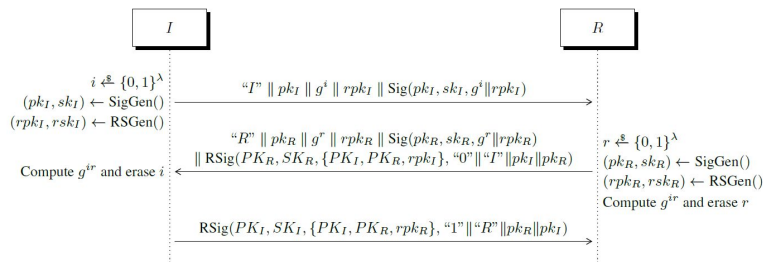 I
R
i $← {0, 1}^λ
(pk_I, sk_I) ← SigGen()
(rpk_I, rsk_I) ← RSGen()
“I” ∥ pk_I ∥ g^i ∥ rpk_I ∥ Sig(pk_I, sk_I, g^i∥rpk_I)
“R” ∥ pk_R ∥ g^r ∥ rpk_R ∥ Sig(pk_R, sk_R, g^r∥rpk_R)
∥ RSig(PK_R, SK_R, {PK_I, PK_R, rpk_I}, “0”∥“I”∥pk_I∥pk_R)
Compute g^{ir} and erase i
r $← {0, 1}^λ
(pk_R, sk_R) ← SigGen()
(rpk_R, rsk_R) ← RSGen()
Compute g^{ir} and erase r
RSig(PK_I, SK_I, {PK_I, PK_R, rpk_R}, “1”∥“R”∥pk_R∥pk_I)